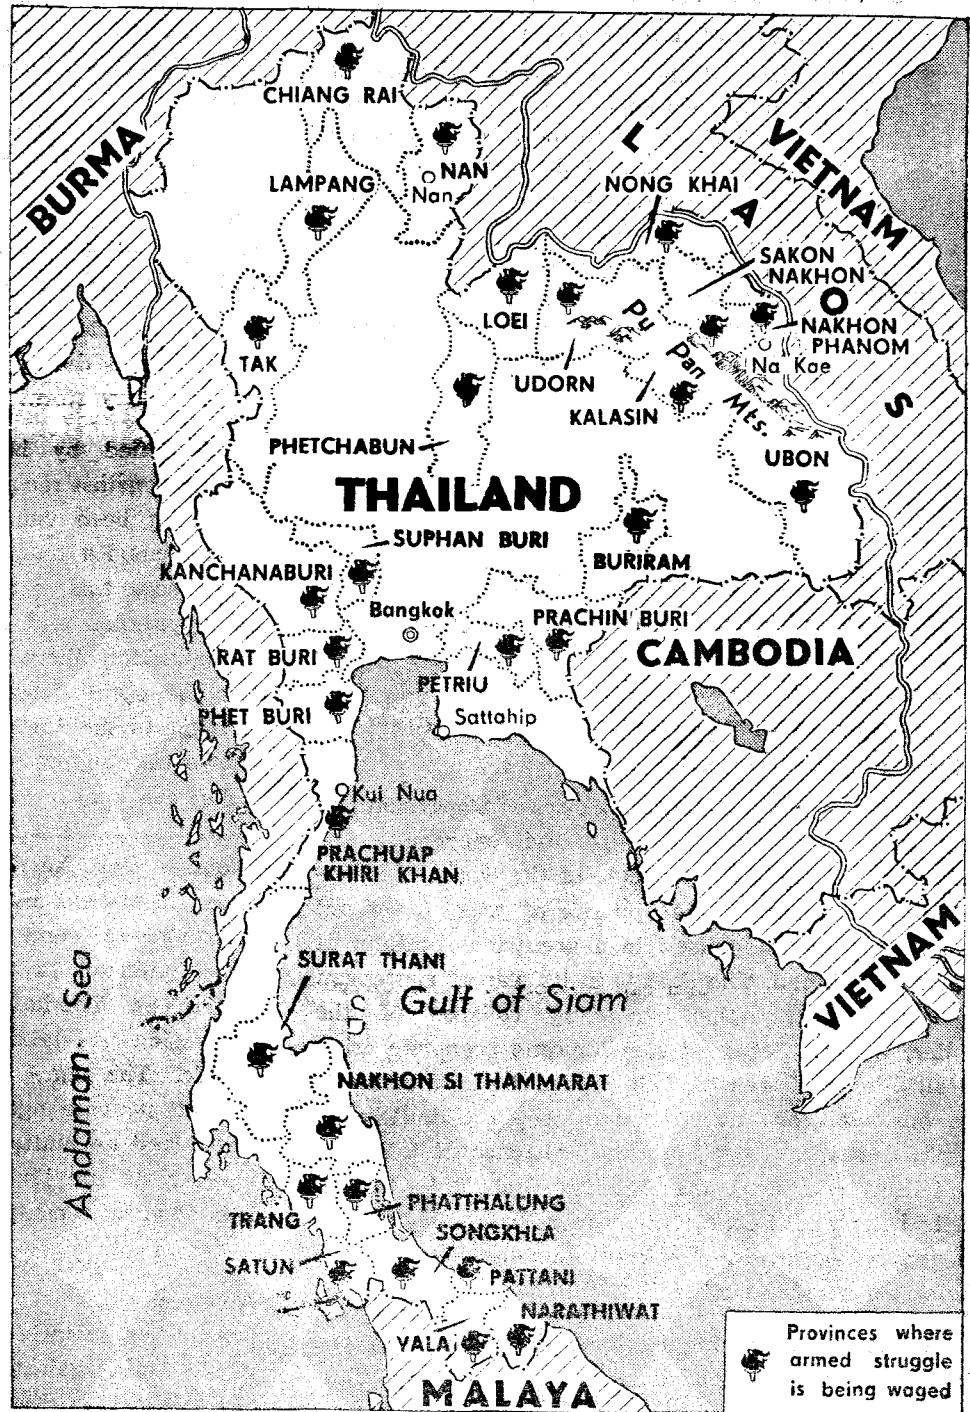 CHIANG RAI
BURMA
NAN
Nan
LAMPANG
L A O S
VIETNAM
NONG KHAI
SAKON
NAKHON
NAKHON
PHANOM
Na Kae
LOEI
TAK
Pu Pan Mts.
UDORN
KALASIN
PHETCHABUN
UBON
THAILAND
SUPHAN BURI
BURIRAM
KANCHANABURI
Bangkok
PRACHIN BURI
RAT BURI
CAMBODIA
PETRIU
PHET BURI
Sattahip
Kui Nua
PRACHUAP
KHIRI KHAN
VIETNAM
SURAT THANI
Gulf of Siam
Andaman Sea
NAKHON SI THAMMARAT
PHATTHALUNG
TRANG
SONGKHLA
SATUN
PATTANI
NARATHIWAT
YALA
MALAYA
Provinces where
armed struggle
is being waged